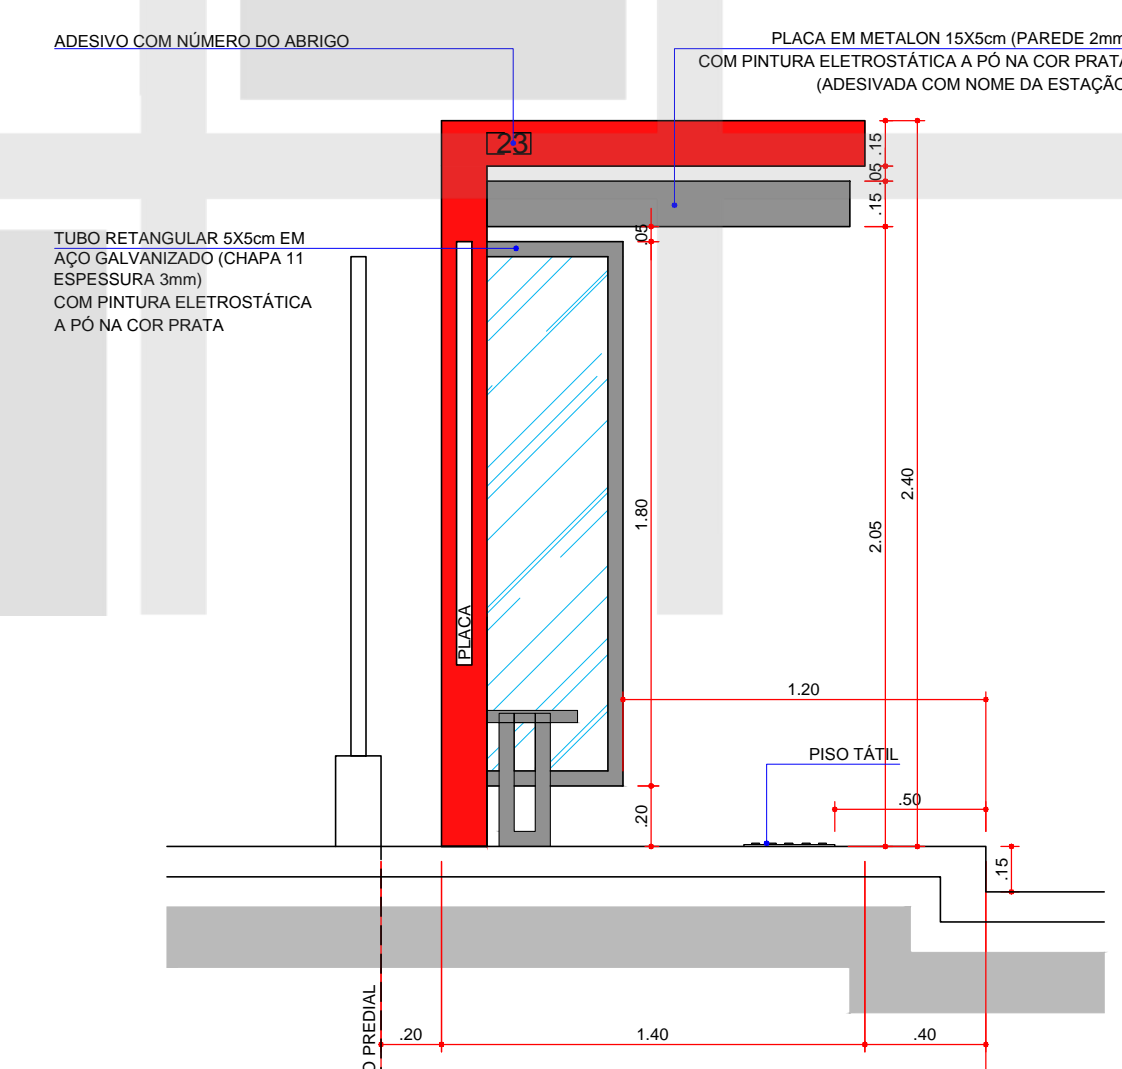 ADESIVO COM NÚMERO DO ABRIGO
PLACA EM METALON 15X5cm (PAREDE 2mm
COM PINTURA ELETROSTÁTICA A PÓ NA COR PRATA
(ADESIVADA COM NOME DA ESTAÇÃO
23
.15
.05
.15
.05
TUBO RETANGULAR 5X5cm EM
AÇO GALVANIZADO (CHAPA 11
ESPESSURA 3mm)
COM PINTURA ELETROSTÁTICA
A PÓ NA COR PRATA
2.40
1.80
2.05
PLACA
1.20
PISO TÁTIL
.50
.20
.15
PREDIAL
.20
1.40
.40